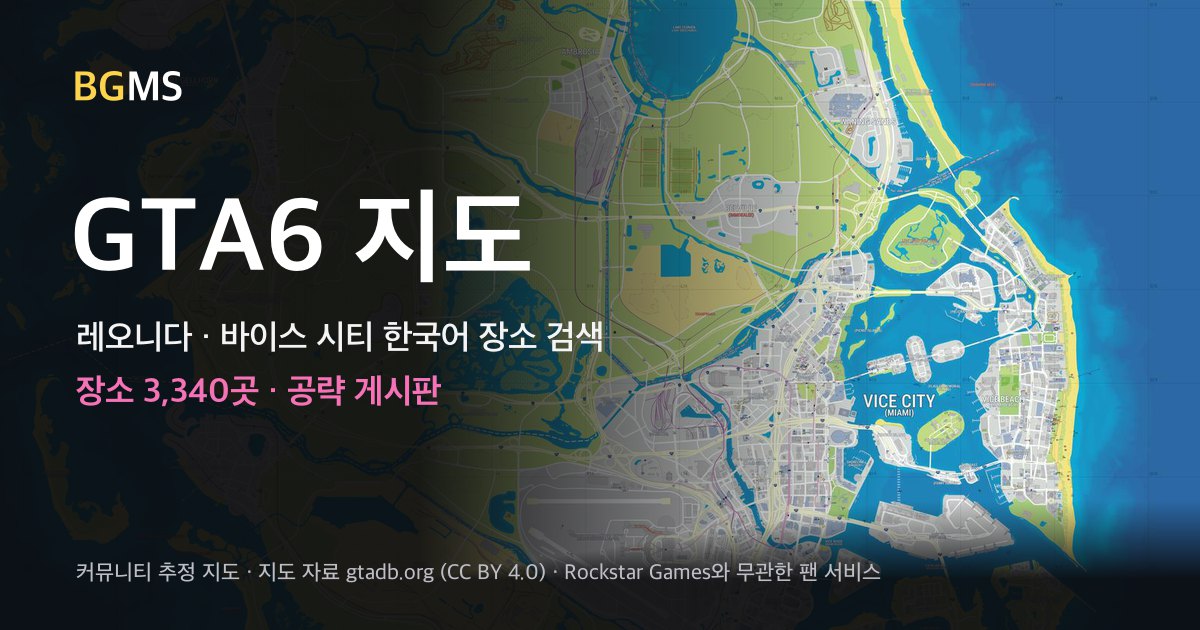 BGMS
GTA6 지도
레오니다 · 바이스 시티 한국어 장소 검색
장소 3,340곳 · 공략 게시판
VICE CITY
(MIAMI)
VICE BEACH
커뮤니티 추정 지도 · 지도 자료 gtadb.org (CC BY 4.0) · Rockstar Games와 무관한 팬 서비스